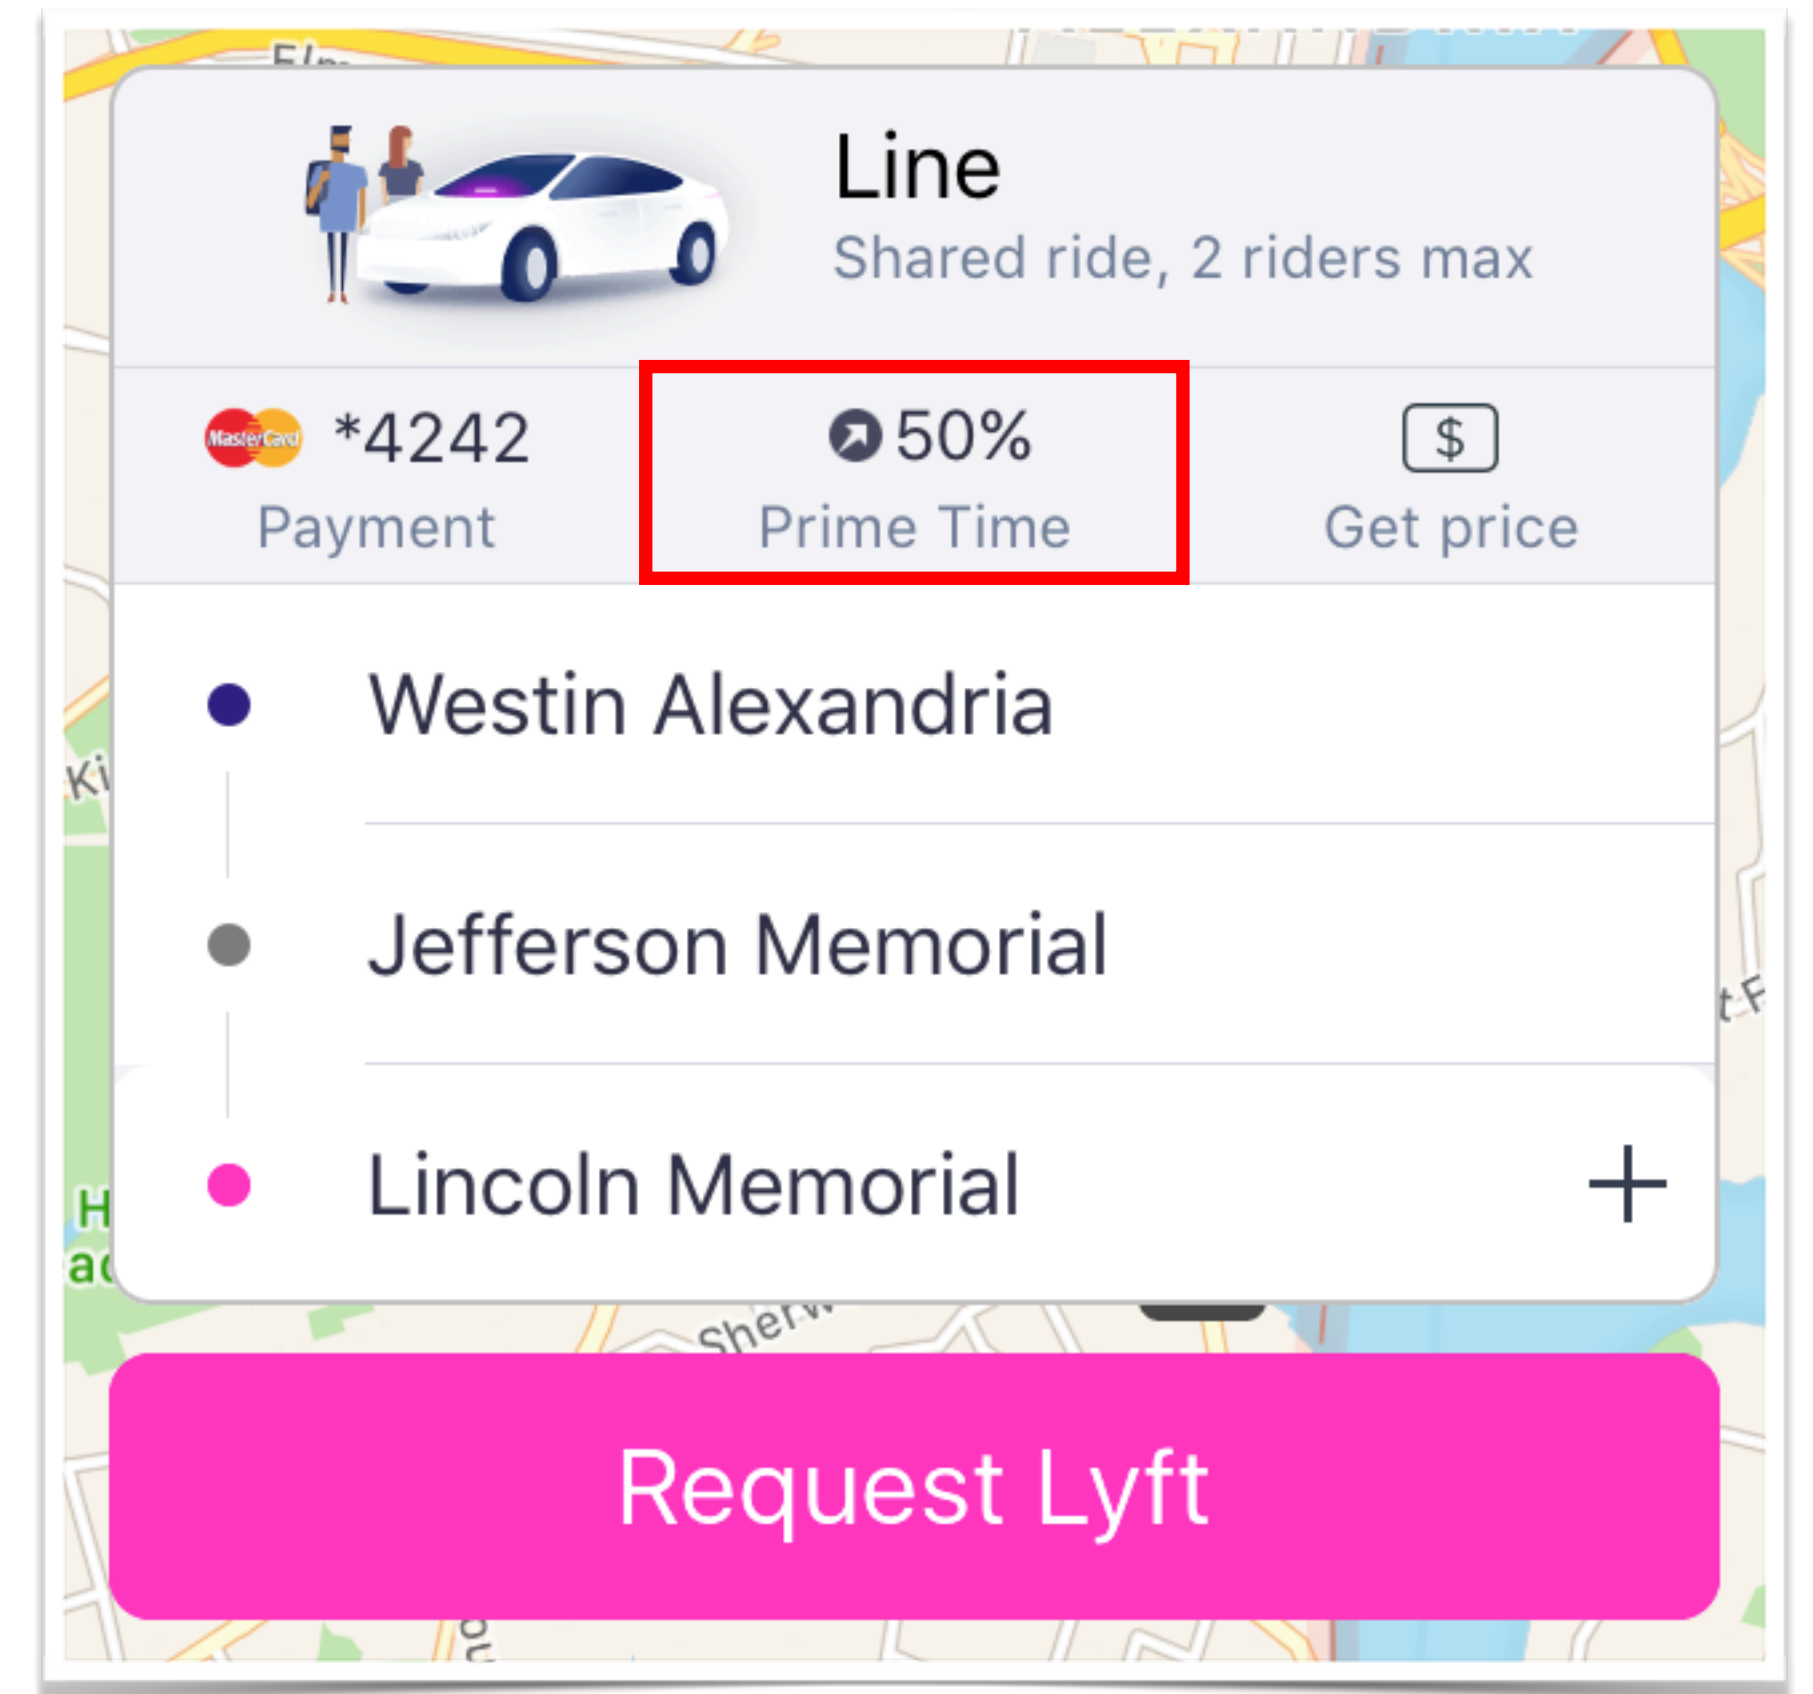 Line
Shared ride, 2 riders max
MasterCard *4242
50%
Payment
Prime Time
$
Get price
Westin Alexandria
Jefferson Memorial
Lincoln Memorial
Request Lyft